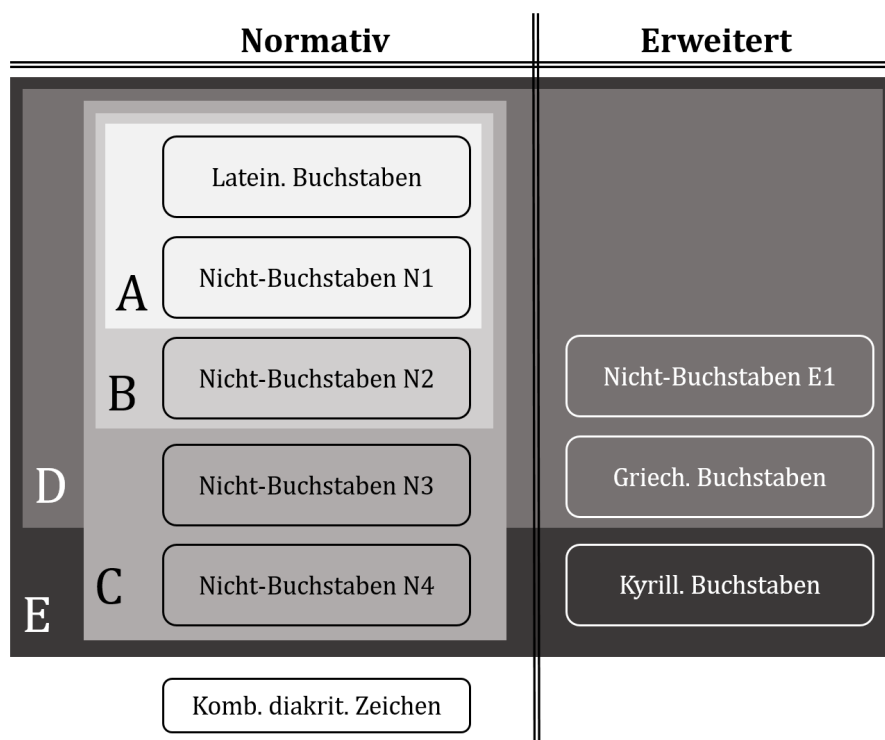 Normativ
Erweitert
Latein. Buchstaben
A
Nicht-Buchstaben N1
B
Nicht-Buchstaben N2
Nicht-Buchstaben E1
D
Nicht-Buchstaben N3
Griech. Buchstaben
E
C
Nicht-Buchstaben N4
Kyrill. Buchstaben
Komb. diakrit. Zeichen